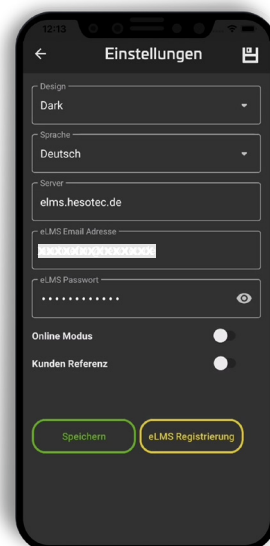 12:13
Einstellungen
Design
Dark
Sprache
Deutsch
Server
elms.hesotec.de
eLMS Email Adresse
eLMS Passwort
Online Modus
Kunden Referenz
Speichern
eLMS Registrierung